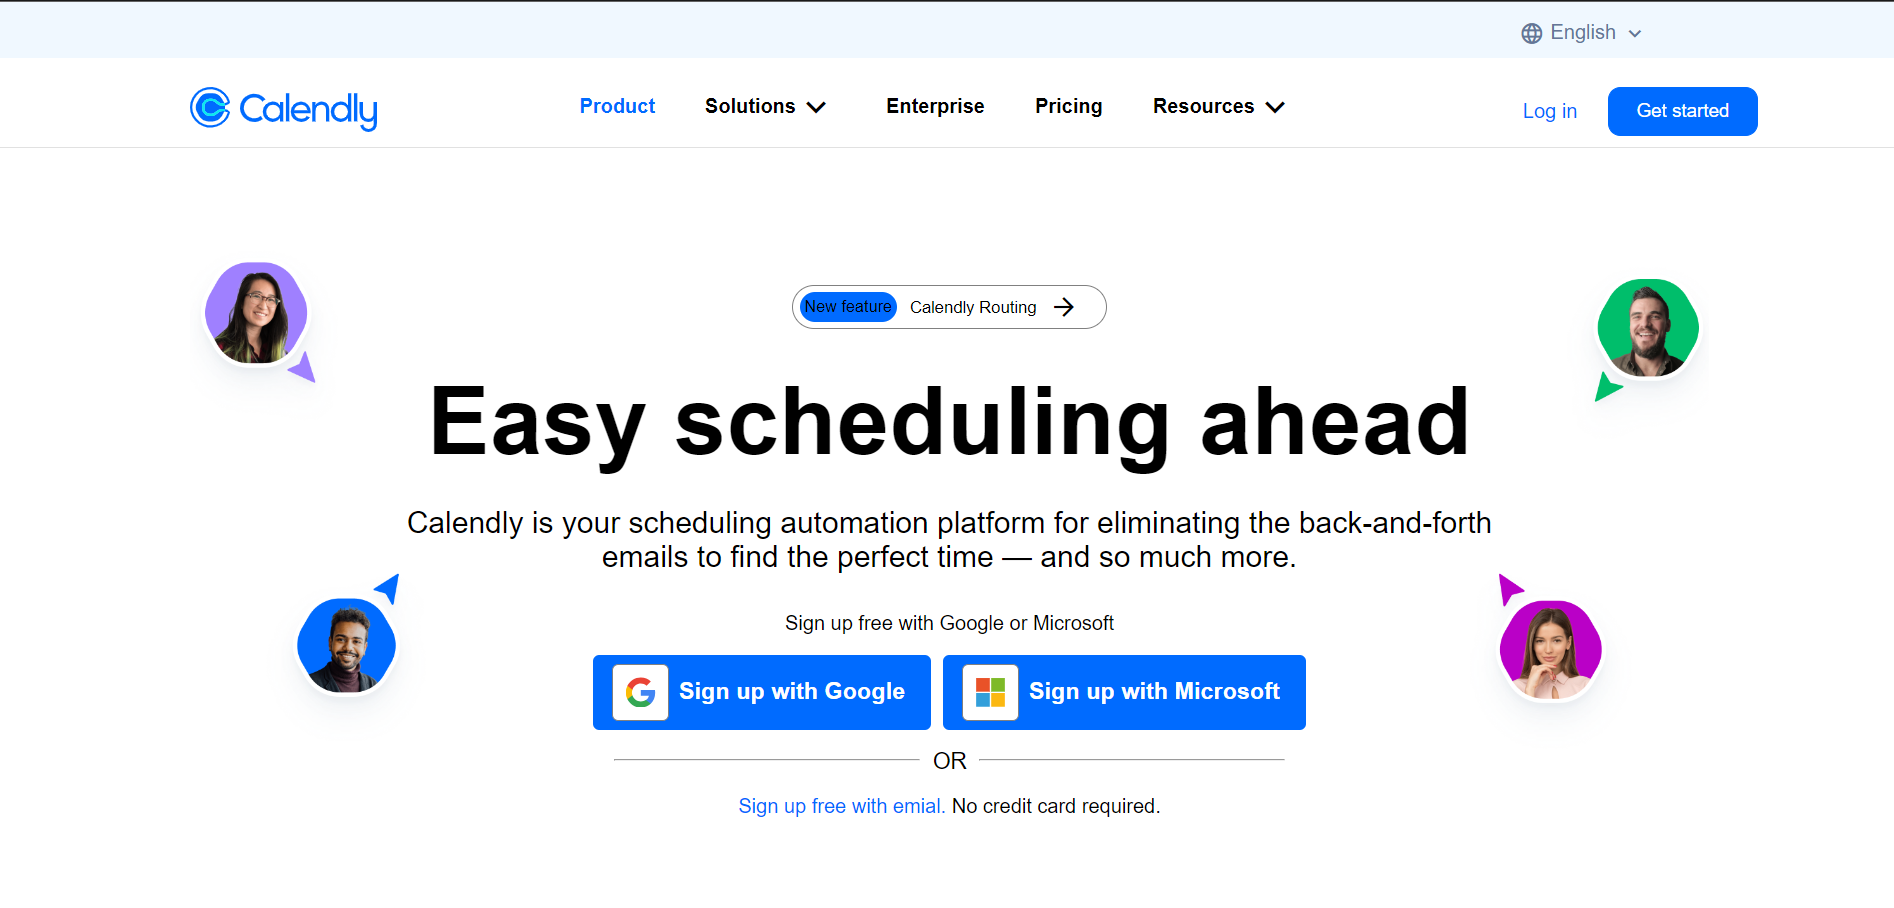 English
Calendly
Product Solutions Enterprise Pricing Resources
Log in Get started
New feature Calendly Routing
Easy scheduling ahead
Calendly is your scheduling automation platform for eliminating the back-and-forth
emails to find the perfect time — and so much more.
Sign up free with Google or Microsoft
Sign up with Google Sign up with Microsoft
OR
Sign up free with emial. No credit card required.